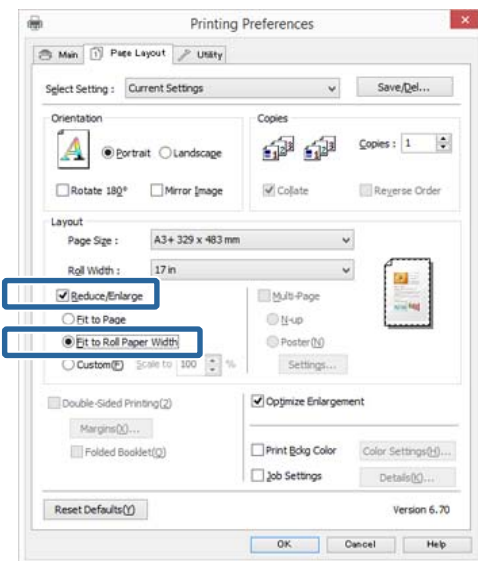 Printing Preferences
Main Page Layout Utility
Select Setting : Current Settings Save/Del...
Orientation Copies
Portrait Landscape Copies : 1
Rotate 180° Mirror Image Collate Reverse Order
Layout
Page Size : A3+ 329 x 483 mm
Roll Width : 17 in
Reduce/Enlarge Multi-Page
Fit to Page N-up
Fit to Roll Paper Width Poster(N)
Custom(F) Scale to 100 % Settings...
Double-Sided Printing(2) Optimize Enlargement
Margins(X)...
Folded Booklet(Q) Print Bckg Color Color Settings(H)...
Job Settings Details(K)...
Reset Defaults(Y) Version 6.70
OK Cancel Help